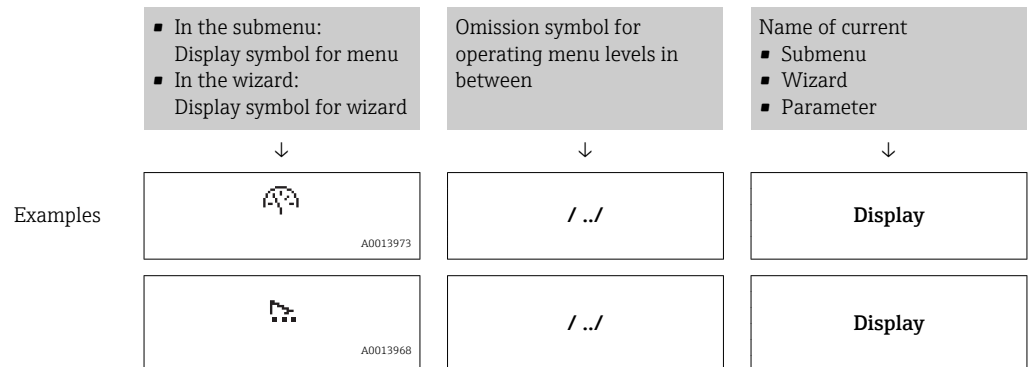 ▪ In the submenu:
Display symbol for menu
▪ In the wizard:
Display symbol for wizard
Omission symbol for
operating menu levels in
between
Name of current
▪ Submenu
▪ Wizard
▪ Parameter
↓ ↓ ↓
Examples
A0013973
/ ../
Display
A0013968
/ ../
Display